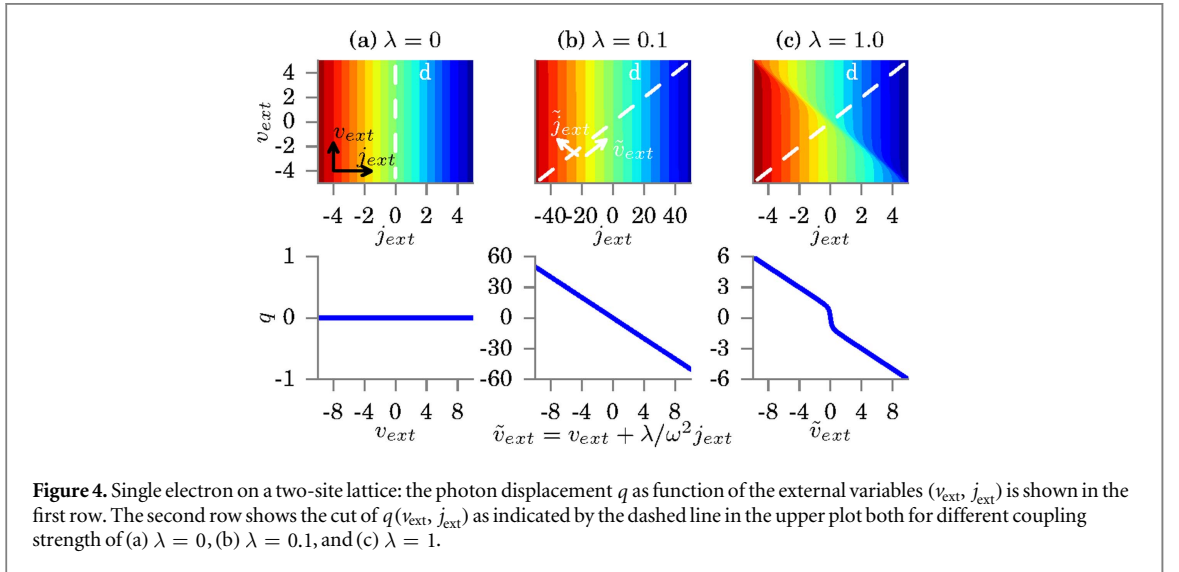 (a) λ = 0 (b) λ = 0.1 (c) λ = 1.0
d d d
4
2
0
-2
-4
v_ext
v_ext
j_ext
j̃_ext
ṽ_ext
-4 -2 0 2 4 -40 -20 0 20 40 -4 -2 0 2 4
j_ext j_ext j_ext
1 60 6
30 3
q 0 0 0
-30 -3
-1 -60 -6
-8 -4 0 4 8 -8 -4 0 4 8 -8 -4 0 4 8
v_ext ṽ_ext = v_ext + λ/ω²j_ext ṽ_ext
Figure 4. Single electron on a two-site lattice: the photon displacement q as function of the external variables (v_ext, j_ext) is shown in the
first row. The second row shows the cut of q(v_ext, j_ext) as indicated by the dashed line in the upper plot both for different coupling
strength of (a) λ = 0, (b) λ = 0.1, and (c) λ = 1.